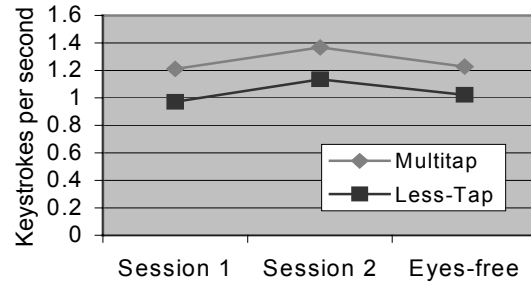 Keystrokes per second
1.6
1.4
1.2
1
0.8
0.6
0.4
0.2
0
Multitap
Less-Tap
Session 1 Session 2 Eyes-free